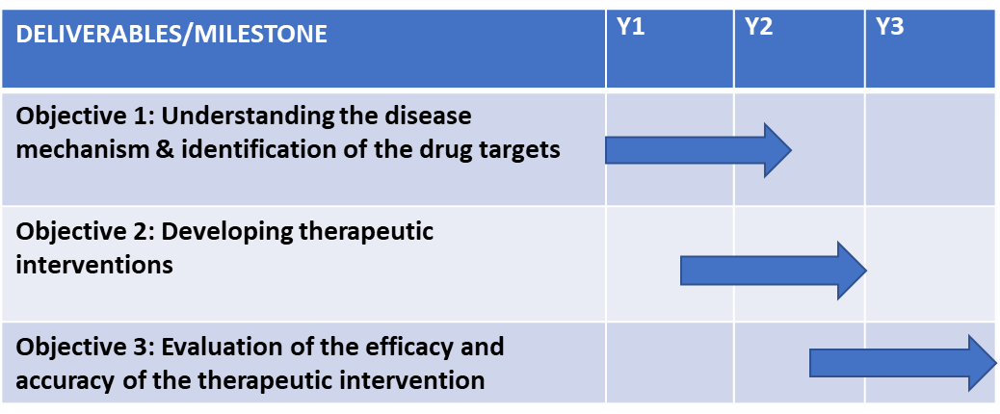 DELIVERABLES/MILESTONE Y1 Y2 Y3
Objective 1: Understanding the disease
mechanism & identification of the drug targets
Objective 2: Developing therapeutic
interventions
Objective 3: Evaluation of the efficacy and
accuracy of the therapeutic intervention